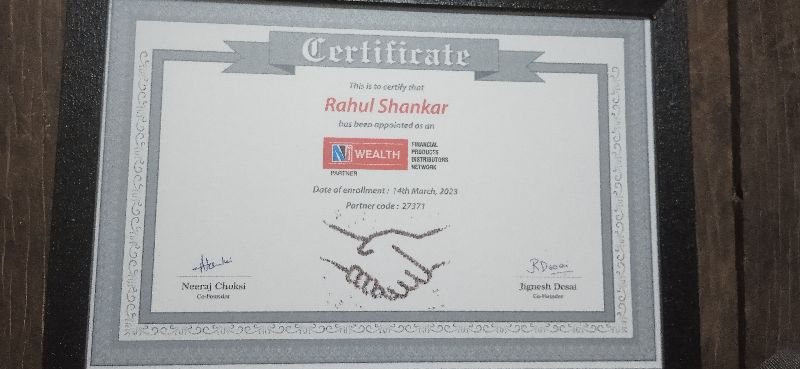 Certificate
This is to certify that
Rahul Shankar
has been appointed as an
NJ WEALTH
PARTNER
FINANCIAL
PRODUCTS
DISTRIBUTORS
NETWORK
Date of enrollment : 14th March, 2023
Partner code : 27371
Neeraj Choksi
Co-Founder
J R Desai
Jignesh Desai
Co-Founder